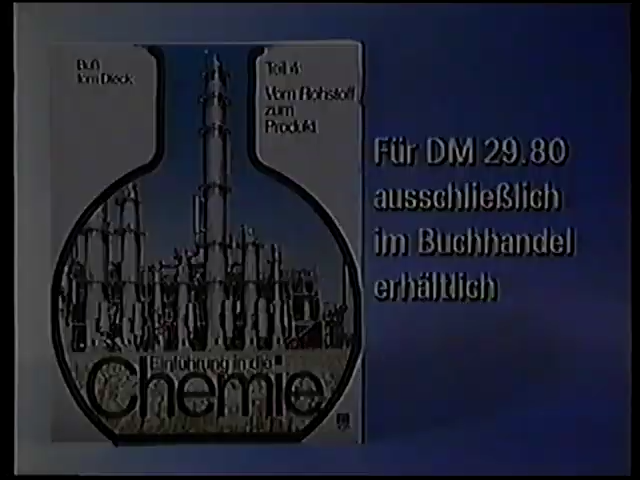 Buß
tom Dieck
Teil 4:
Vom Rohstoff
zum
Produkt
Einführung in die
Chemie
Für DM 29.80
ausschließlich
im Buchhandel
erhältlich